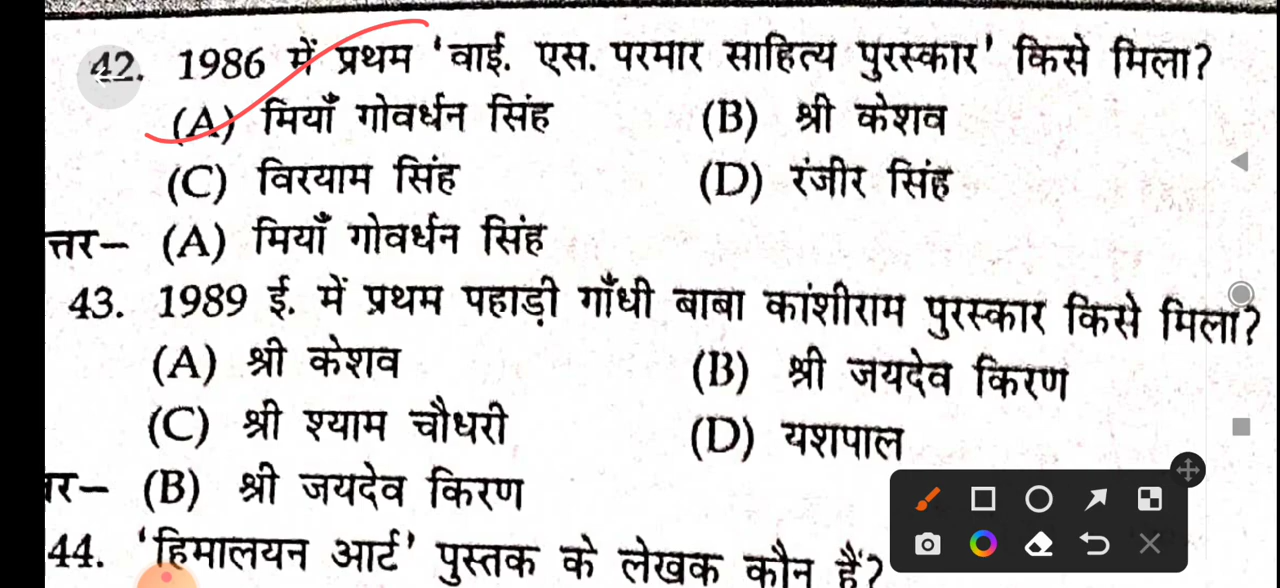 42. 1986 में प्रथम 'वाई. एस. परमार साहित्य पुरस्कार' किसे मिला?
(A) मियाँ गोवर्धन सिंह (B) श्री केशव
(C) विरयाम सिंह (D) रंजीर सिंह
त्तर– (A) मियाँ गोवर्धन सिंह
43. 1989 ई. में प्रथम पहाड़ी गाँधी बाबा कांशीराम पुरस्कार किसे मिला?
(A) श्री केशव (B) श्री जयदेव किरण
(C) श्री श्याम चौधरी (D) यशपाल
र– (B) श्री जयदेव किरण
44. 'हिमालयन आर्ट' पुस्तक के लेखक कौन हैं?